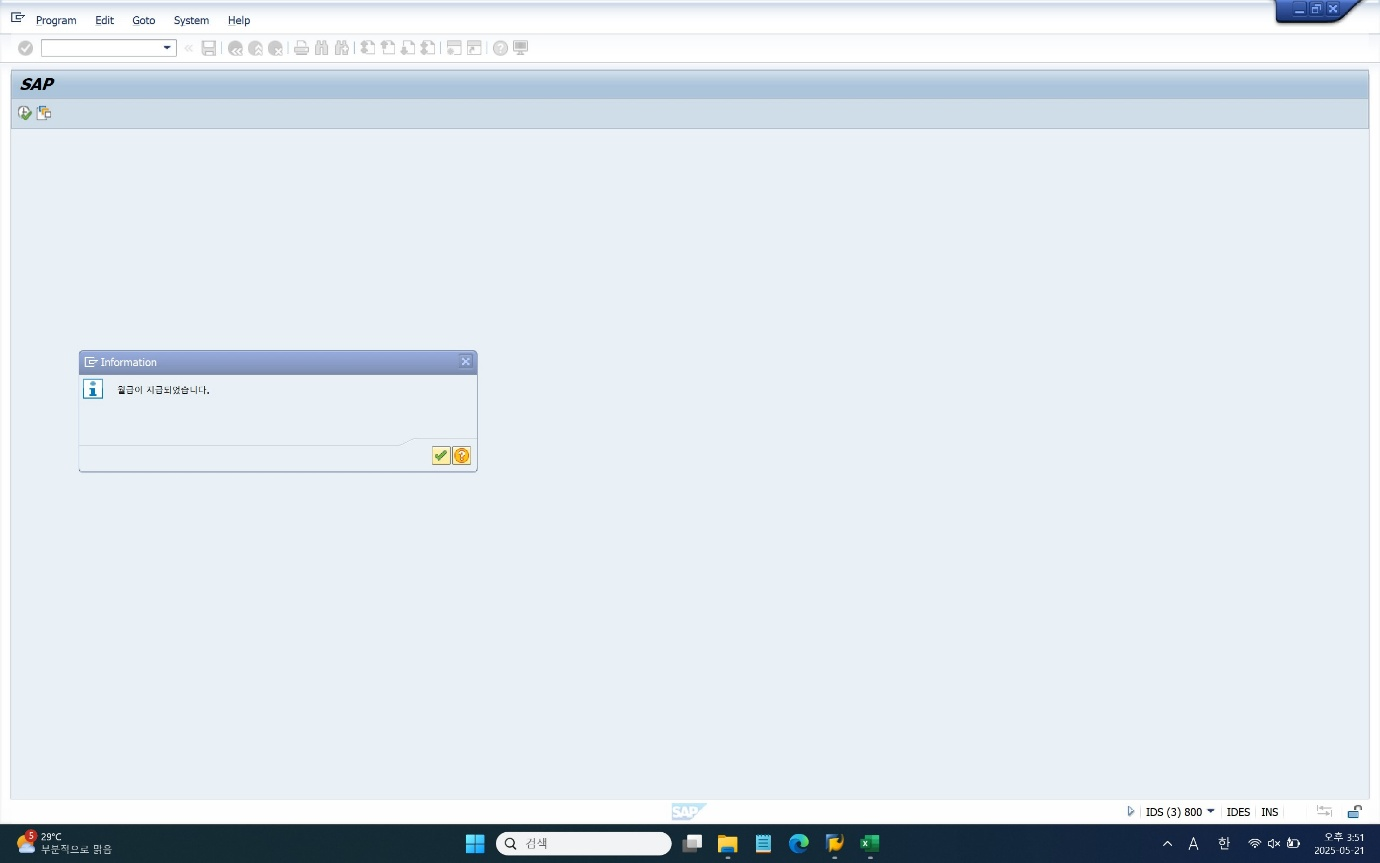 Program Edit Goto System Help
SAP
Information
월급이 지급되었습니다.
SAP
IDS (3) 800 IDES INS
5
29°C
부분적으로 맑음
검색
A 한
오후 3:51
2025-05-21